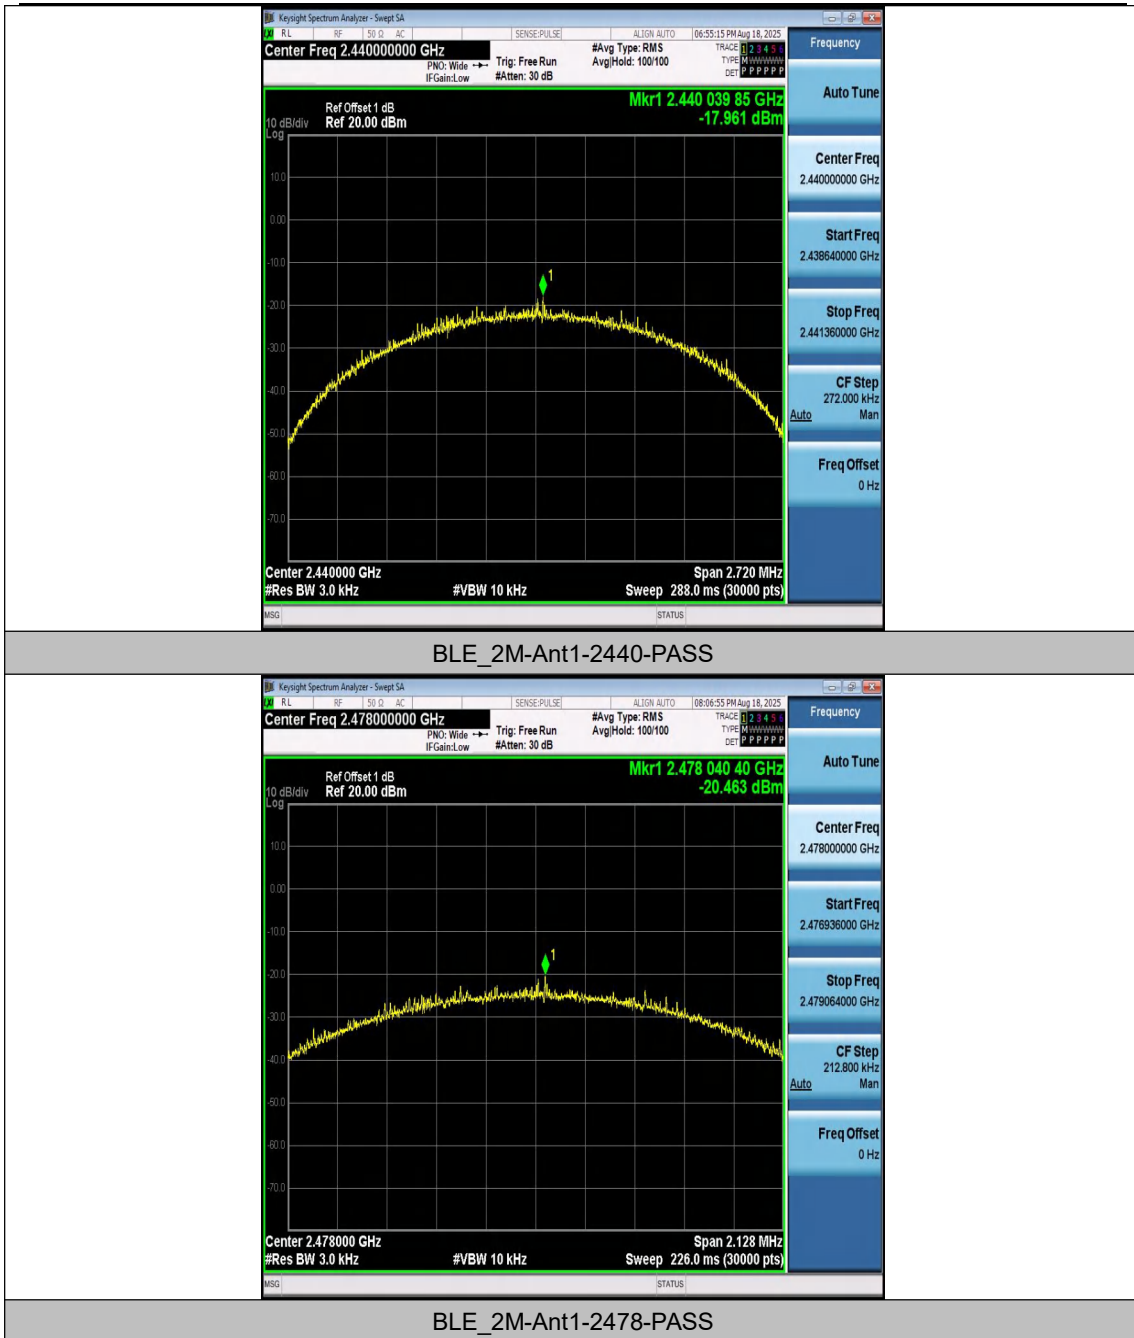 Keysight Spectrum Analyzer - Swept SA
RL RF 50 Ω AC SENSE:PULSE ALIGN AUTO 06:55:15 PM Aug 18, 2025
Center Freq 2.440000000 GHz
PNO: Wide
IFGain:Low
Trig: Free Run
#Atten: 30 dB
#Avg Type: RMS
Avg|Hold: 100/100
TRACE 1 2 3 4 5 6
TYPE M W W W W W
DET P P P P P P
Frequency
Auto Tune
Center Freq
2.440000000 GHz
Start Freq
2.438640000 GHz
Stop Freq
2.441360000 GHz
CF Step
272.000 kHz
Auto Man
Freq Offset
0 Hz
Mkr1 2.440 039 85 GHz
-17.961 dBm
Ref Offset 1 dB
10 dB/div Ref 20.00 dBm
Log
10.0
0.00
-10.0
1
-20.0
-30.0
-40.0
-50.0
-60.0
-70.0
Center 2.440000 GHz Span 2.720 MHz
#Res BW 3.0 kHz #VBW 10 kHz Sweep 288.0 ms (30000 pts)
MSG STATUS
BLE_2M-Ant1-2440-PASS
Keysight Spectrum Analyzer - Swept SA
RL RF 50 Ω AC SENSE:PULSE ALIGN AUTO 08:06:55 PM Aug 18, 2025
Center Freq 2.478000000 GHz
PNO: Wide
IFGain:Low
Trig: Free Run
#Atten: 30 dB
#Avg Type: RMS
Avg|Hold: 100/100
TRACE 1 2 3 4 5 6
TYPE M W W W W W
DET P P P P P P
Frequency
Auto Tune
Center Freq
2.478000000 GHz
Start Freq
2.476936000 GHz
Stop Freq
2.479064000 GHz
CF Step
212.800 kHz
Auto Man
Freq Offset
0 Hz
Mkr1 2.478 040 40 GHz
-20.463 dBm
Ref Offset 1 dB
10 dB/div Ref 20.00 dBm
Log
10.0
0.00
-10.0
1
-20.0
-30.0
-40.0
-50.0
-60.0
-70.0
Center 2.478000 GHz Span 2.128 MHz
#Res BW 3.0 kHz #VBW 10 kHz Sweep 226.0 ms (30000 pts)
MSG STATUS
BLE_2M-Ant1-2478-PASS